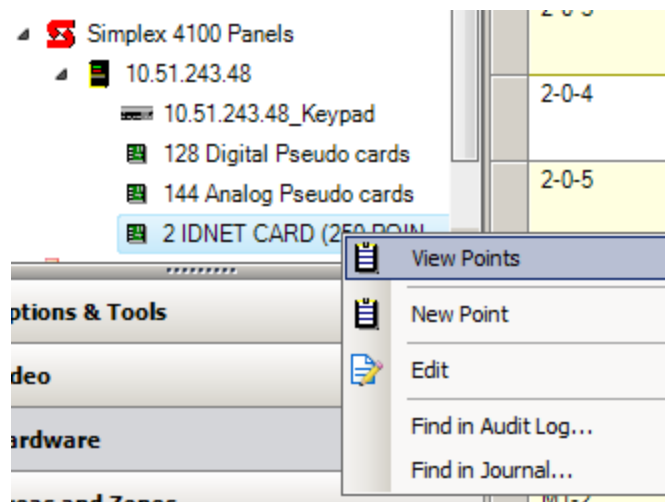 Simplex 4100 Panels
10.51.243.48
10.51.243.48_Keypad
128 Digital Pseudo cards
144 Analog Pseudo cards
2 IDNET CARD (250 POIN
2-0-4
2-0-5
View Points
New Point
Edit
Find in Audit Log...
Find in Journal...
ptions & Tools
deo
ardware